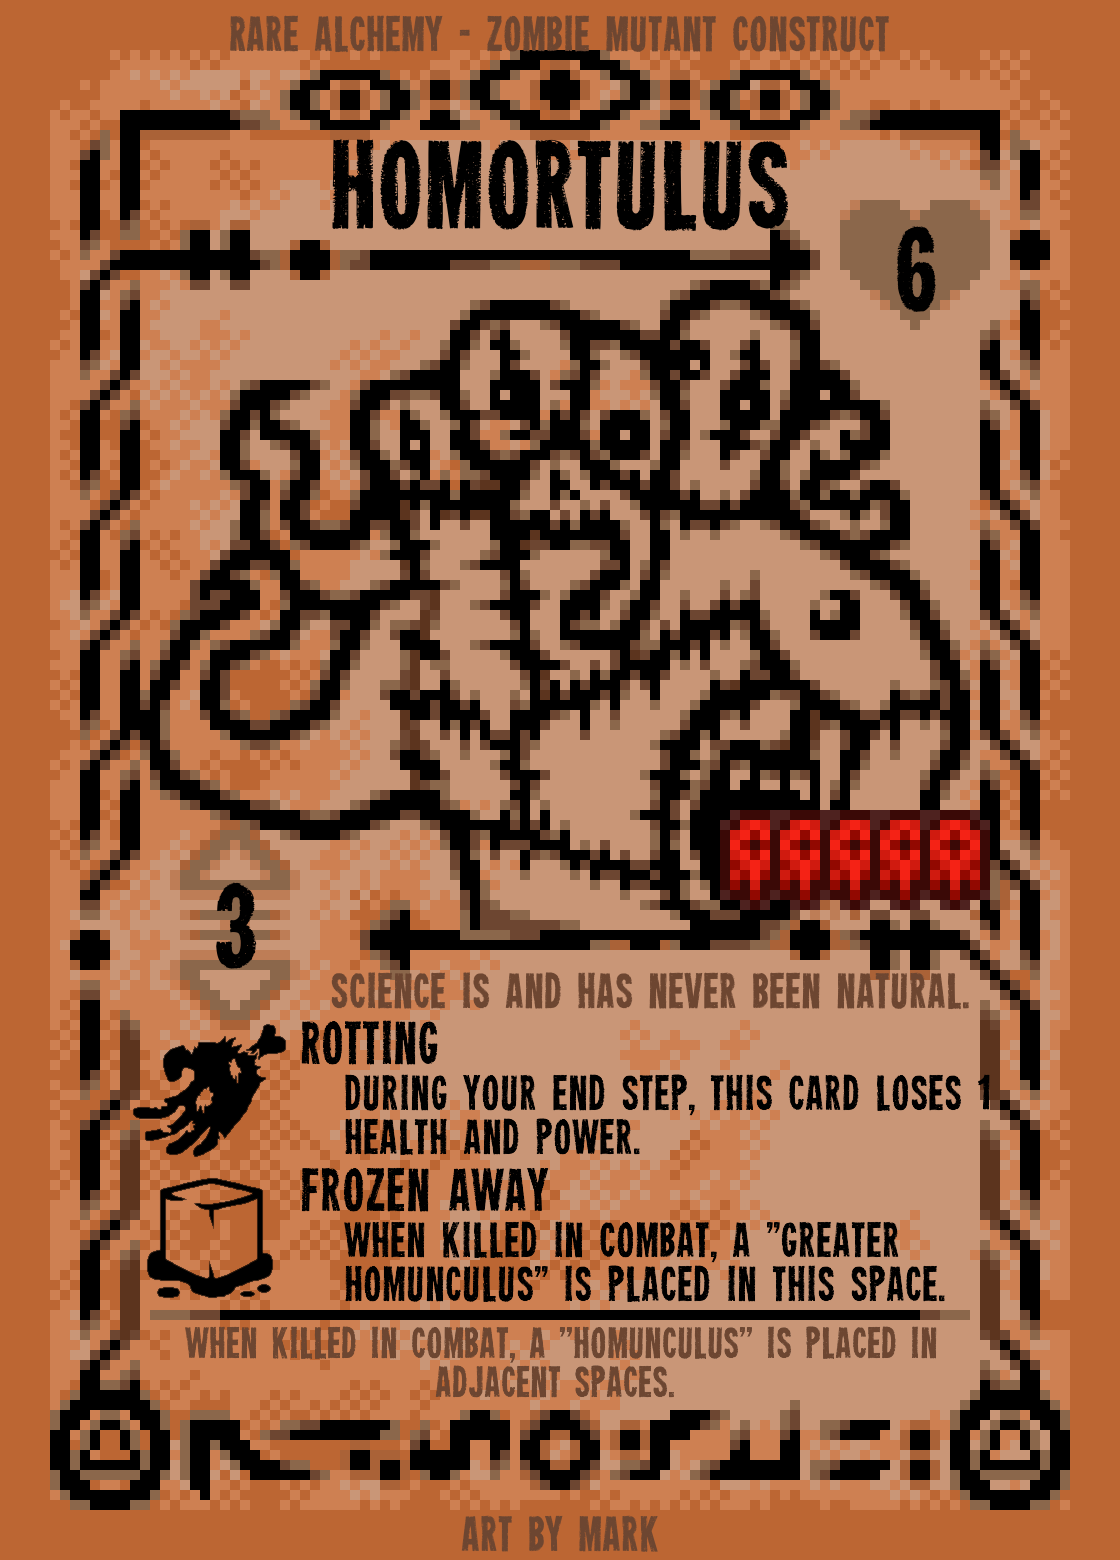 RARE ALCHEMY - ZOMBIE MUTANT CONSTRUCT
HOMORTULUS
6
3
SCIENCE IS AND HAS NEVER BEEN NATURAL.
ROTTING
DURING YOUR END STEP, THIS CARD LOSES 1
HEALTH AND POWER.
FROZEN AWAY
WHEN KILLED IN COMBAT, A "GREATER
HOMUNCULUS" IS PLACED IN THIS SPACE.
WHEN KILLED IN COMBAT, A "HOMUNCULUS" IS PLACED IN
ADJACENT SPACES.
ART BY MARK